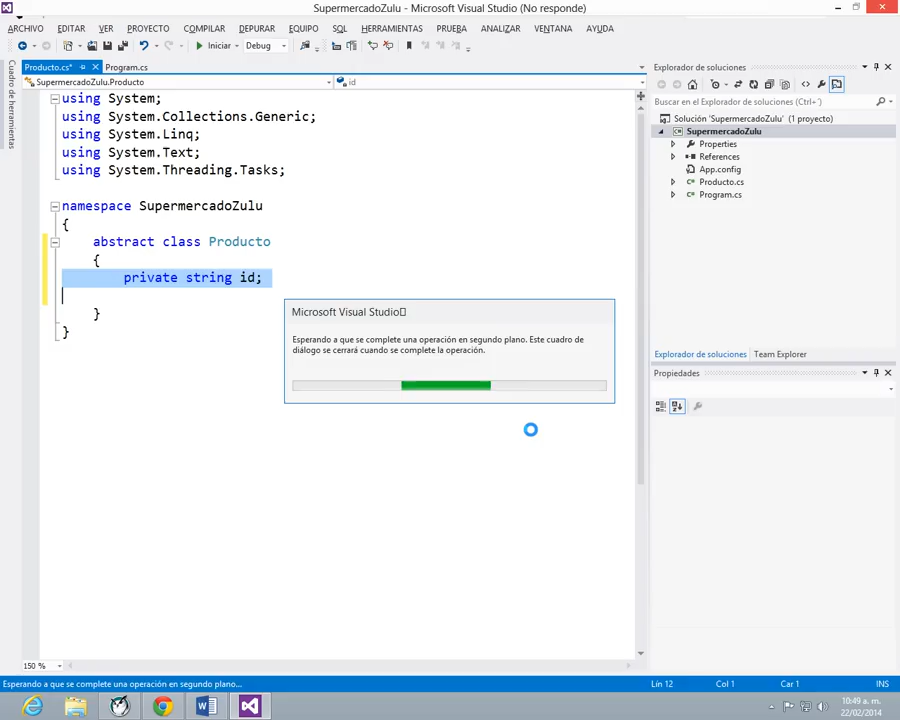 SupermercadoZulu - Microsoft Visual Studio (No responde)
ARCHIVO EDITAR VER PROYECTO COMPILAR DEPURAR EQUIPO SQL HERRAMIENTAS PRUEBA ANALIZAR VENTANA AYUDA
Iniciar Debug
Cuadro de herramientas
Producto.cs* Program.cs
SupermercadoZulu.Producto id
using System;
using System.Collections.Generic;
using System.Linq;
using System.Text;
using System.Threading.Tasks;
namespace SupermercadoZulu
{
abstract class Producto
{
private string id;
}
}
Microsoft Visual Studio
Esperando a que se complete una operación en segundo plano. Este cuadro de
diálogo se cerrará cuando se complete la operación.
Explorador de soluciones
Buscar en el Explorador de soluciones (Ctrl+¨)
Solución 'SupermercadoZulu' (1 proyecto)
SupermercadoZulu
Properties
References
App.config
Producto.cs
Program.cs
Explorador de soluciones Team Explorer
Propiedades
150 %
Esperando a que se complete una operación en segundo plano... Lín 12 Col 1 Car 1 INS
10:49 a. m.
22/02/2014